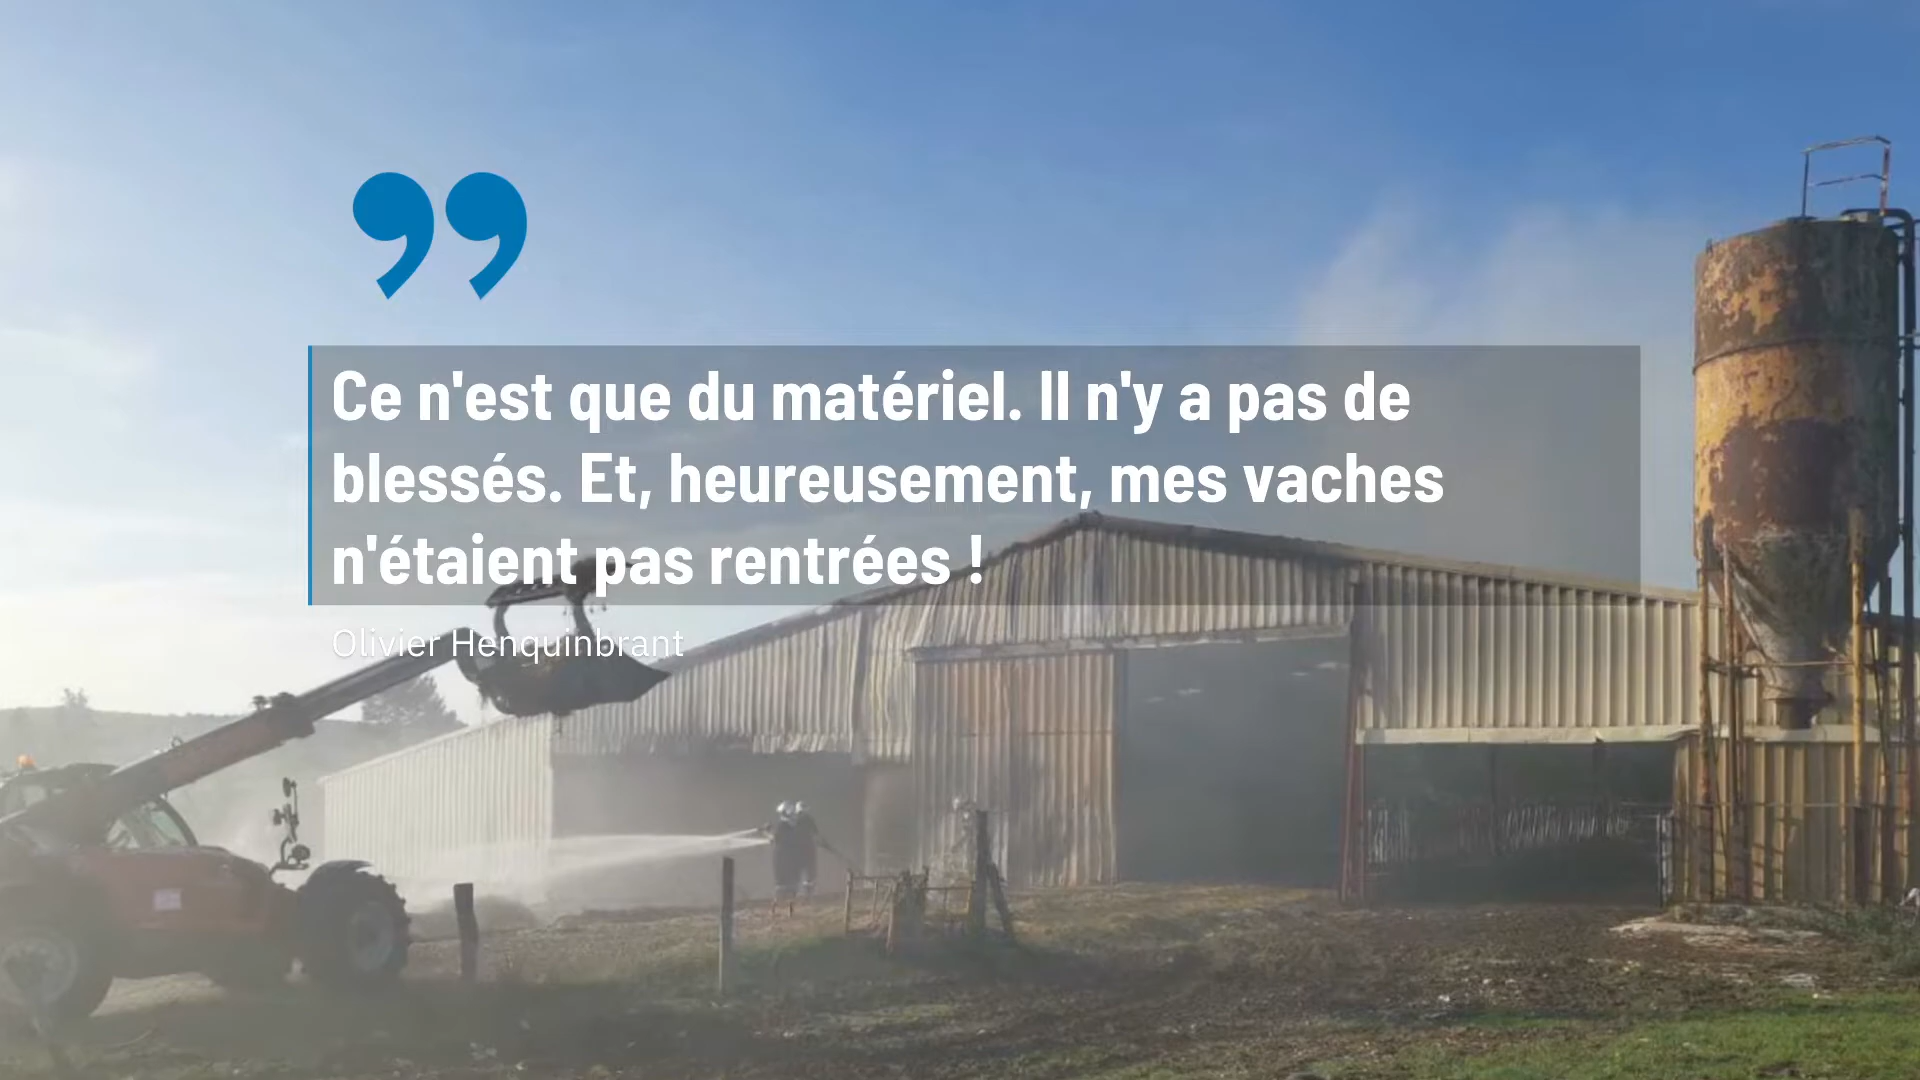 ”
Ce n'est que du matériel. Il n'y a pas de
blessés. Et, heureusement, mes vaches
n'étaient pas rentrées !
Olivier Henquinbrant